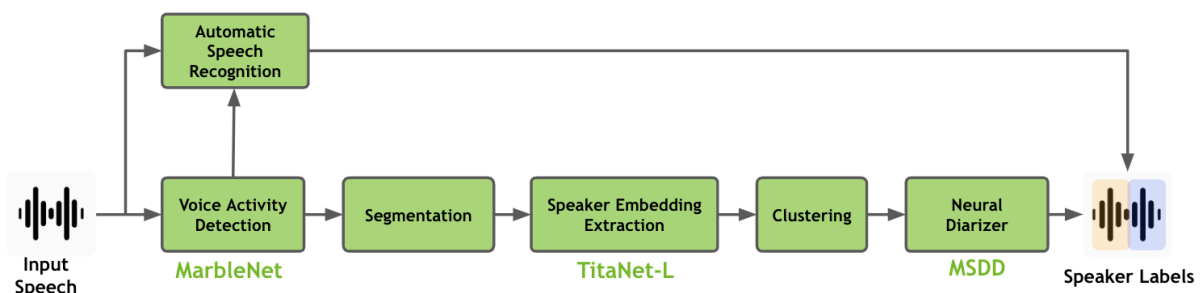 Automatic
Speech
Recognition
Voice Activity
Detection
Segmentation
Speaker Embedding
Extraction
Clustering
Neural
Diarizer
Input
Speech
MarbleNet
TitaNet-L
MSDD
Speaker Labels